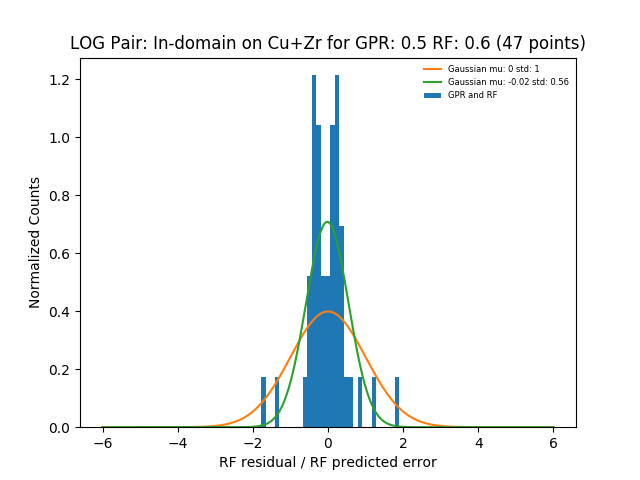 LOG Pair: In-domain on Cu+Zr for GPR: 0.5 RF: 0.6 (47 points)
Gaussian mu: 0 std: 1
Gaussian mu: -0.02 std: 0.56
GPR and RF
Normalized Counts
1.2
1.0
0.8
0.6
0.4
0.2
0.0
−6 −4 −2 0 2 4 6
RF residual / RF predicted error